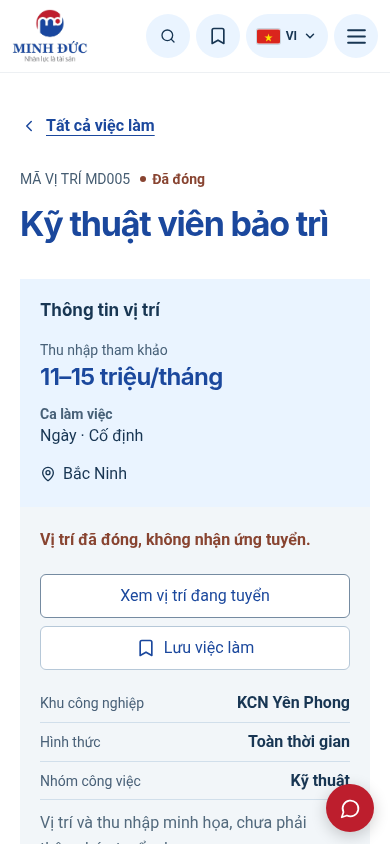 MINH ĐỨC
Nhân lực là tài sản
VI
Tất cả việc làm
MÃ VỊ TRÍ MD005 • Đã đóng
Kỹ thuật viên bảo trì
Thông tin vị trí
Thu nhập tham khảo
11–15 triệu/tháng
Ca làm việc
Ngày · Cố định
Bắc Ninh
Vị trí đã đóng, không nhận ứng tuyển.
Xem vị trí đang tuyển
Lưu việc làm
Khu công nghiệp KCN Yên Phong
Hình thức Toàn thời gian
Nhóm công việc Kỹ thuật
Vị trí và thu nhập minh họa, chưa phải